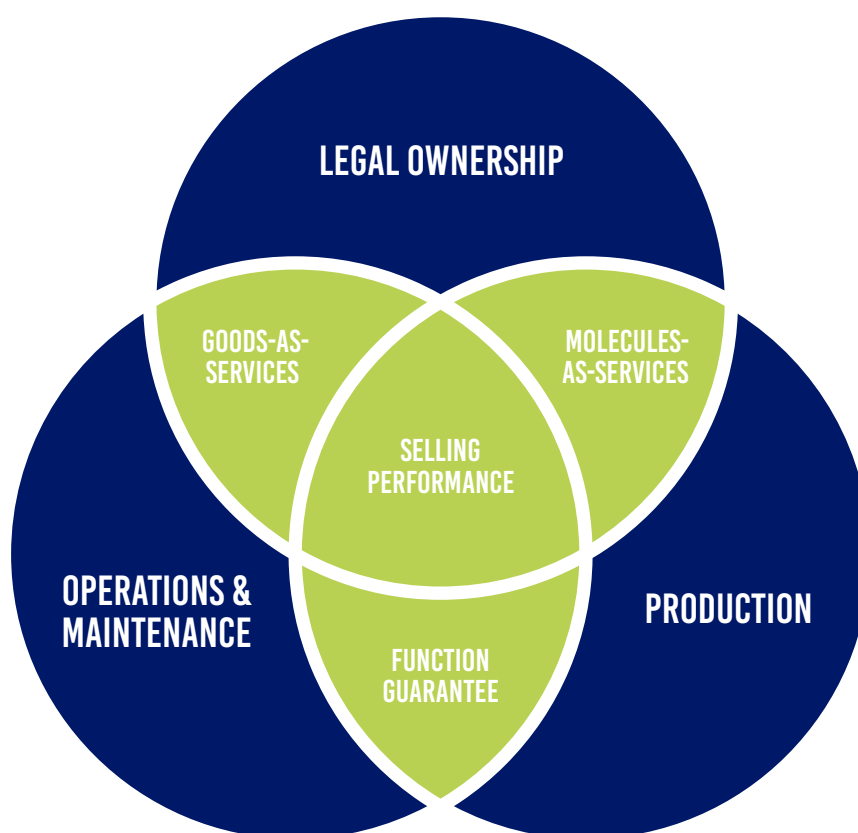 LEGAL OWNERSHIP
GOODS-AS-
SERVICES
MOLECULES-
AS-SERVICES
SELLING
PERFORMANCE
OPERATIONS &
MAINTENANCE
PRODUCTION
FUNCTION
GUARANTEE